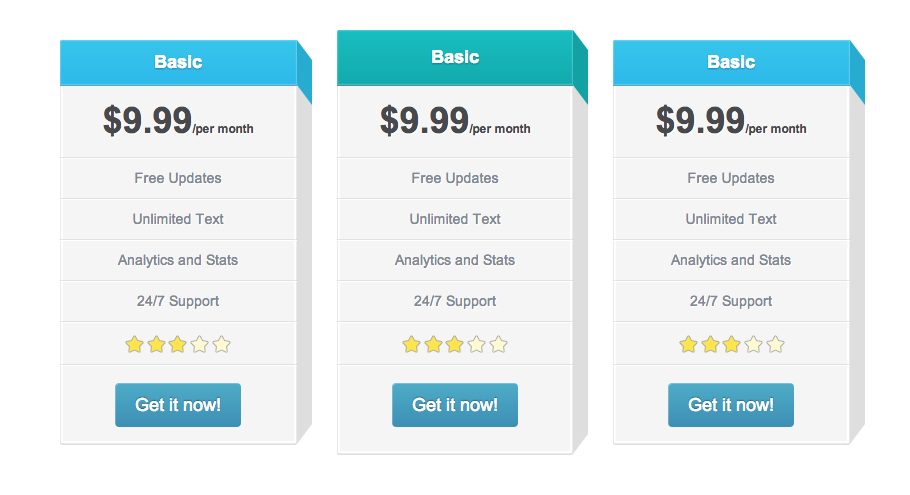 Basic
$9.99/per month
Free Updates
Unlimited Text
Analytics and Stats
24/7 Support
Get it now!
Basic
$9.99/per month
Free Updates
Unlimited Text
Analytics and Stats
24/7 Support
Get it now!
Basic
$9.99/per month
Free Updates
Unlimited Text
Analytics and Stats
24/7 Support
Get it now!